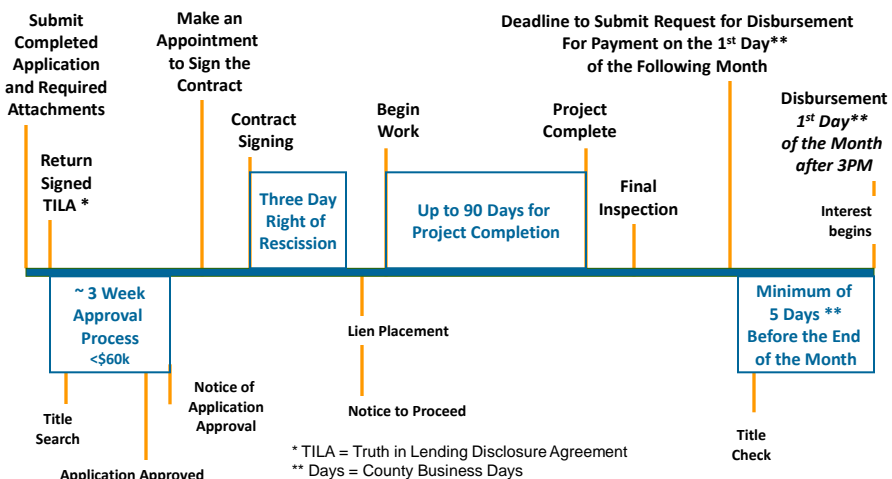 Submit
Completed
Application
and Required
Attachments
Return
Signed
TILA *
Make an
Appointment
to Sign the
Contract
Contract
Signing
Three Day
Right of
Rescission
Begin
Work
Up to 90 Days for
Project Completion
Project
Complete
Final
Inspection
Deadline to Submit Request for Disbursement
For Payment on the 1st Day**
of the Following Month
Disbursement
1st Day**
of the Month
after 3PM
Interest
begins
~ 3 Week
Approval
Process
<$60k
Title
Search
Application Approved
Notice of
Application
Approval
Lien Placement
Notice to Proceed
Minimum of
5 Days **
Before the End
of the Month
Title
Check
* TILA = Truth in Lending Disclosure Agreement
** Days = County Business Days